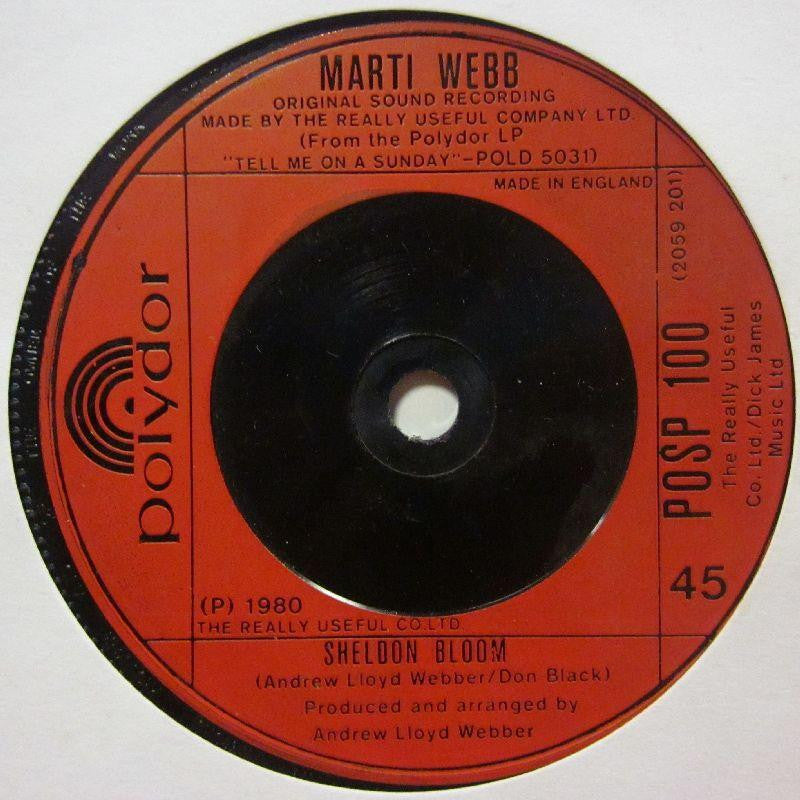 MARTI WEBB
ORIGINAL SOUND RECORDING
MADE BY THE REALLY USEFUL COMPANY LTD.
(From the Polydor LP
"TELL ME ON A SUNDAY"-POLD 5031)
MADE IN ENGLAND
polydor
(2059 201)
POSP 100
The Really Useful
Co. Ltd./Dick James
Music Ltd
45
(P) 1980
THE REALLY USEFUL CO.LTD.
SHELDON BLOOM
(Andrew Lloyd Webber/Don Black)
Produced and arranged by
Andrew Lloyd Webber